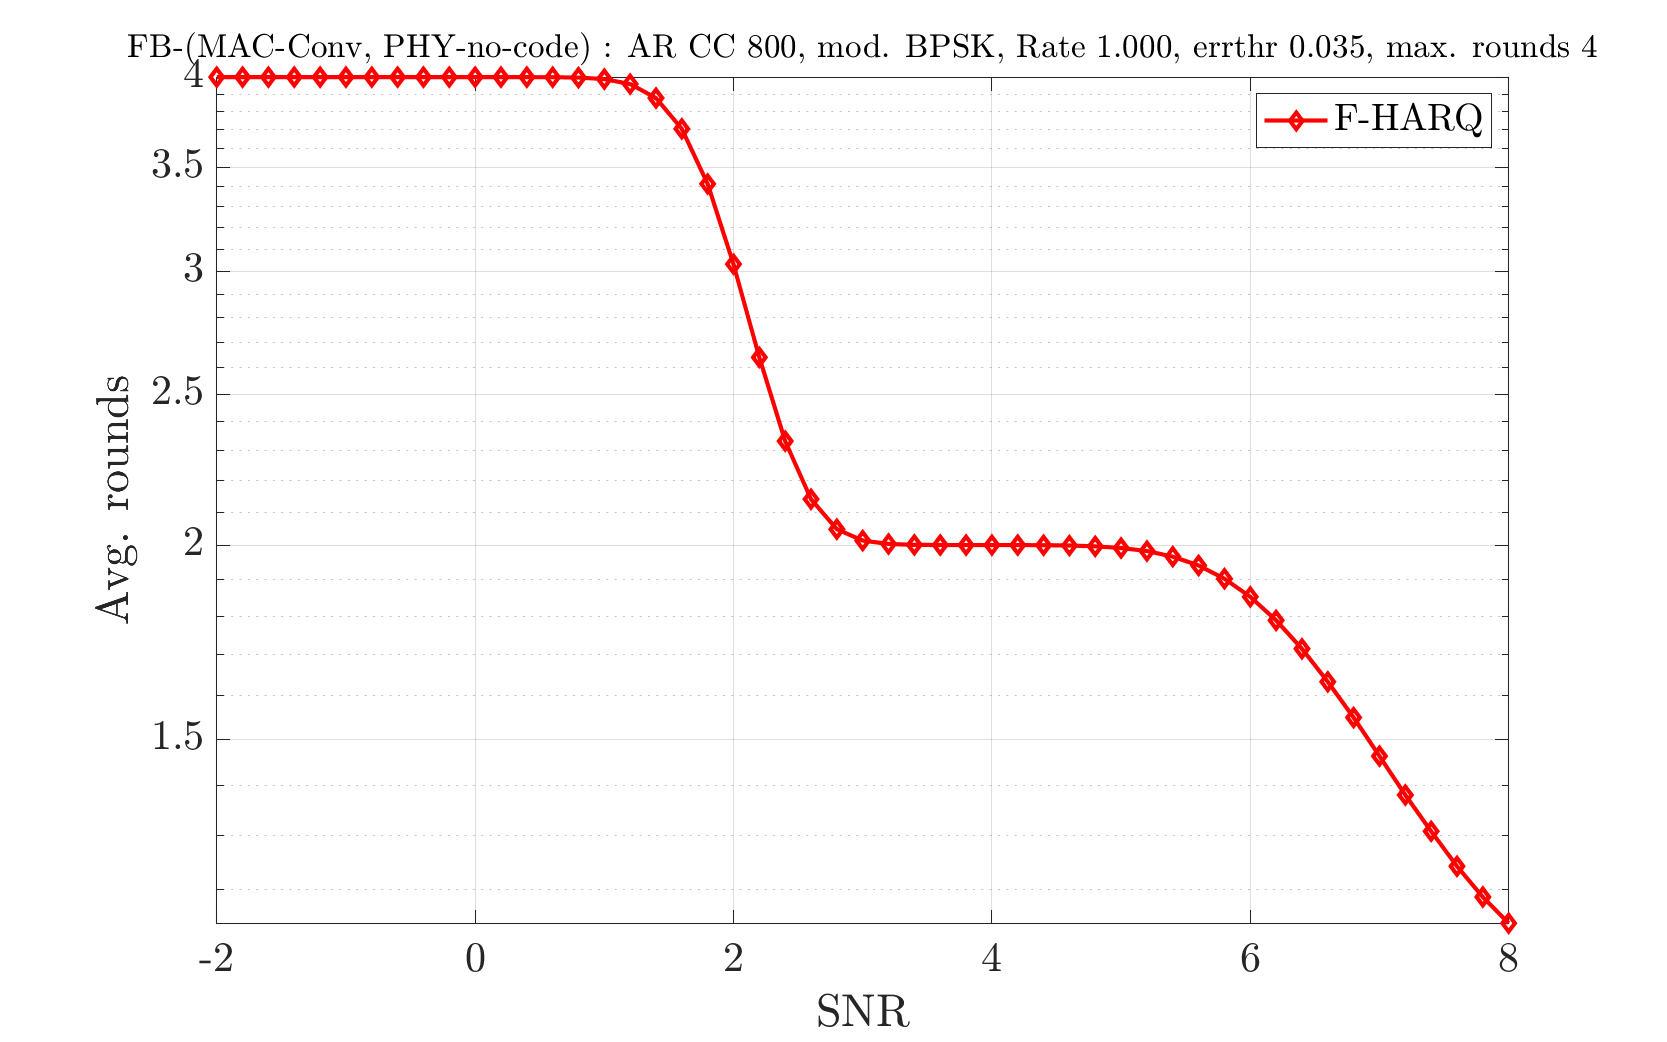 FB-(MAC-Conv, PHY-no-code) : AR CC 800, mod. BPSK, Rate 1.000, errthr 0.035, max. rounds 4
F-HARQ
4
3.5
3
2.5
2
1.5
Avg. rounds
-2 0 2 4 6 8
SNR